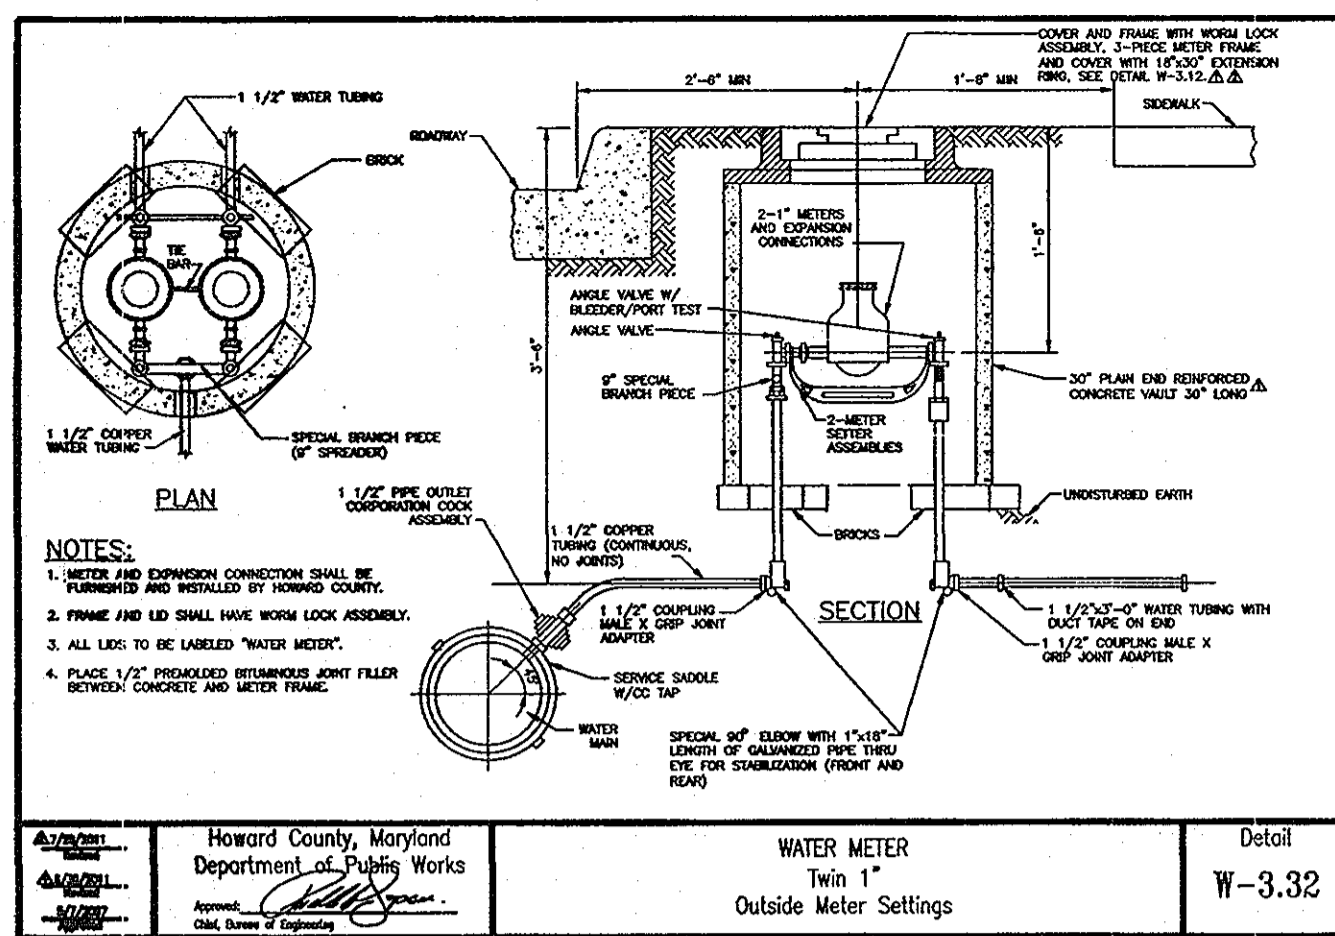 1 1/2" WATER TUBING
BRICK
TIE
BAR
1 1/2" COPPER
WATER TUBING
SPECIAL BRANCH PIECE
(9" SPREADER)
PLAN
COVER AND FRAME WITH WORM LOCK
ASSEMBLY. 3-PIECE METER FRAME
AND COVER WITH 18"x30" EXTENSION
RING, SEE DETAIL W-3.12.
2'-6" MIN
1'-6" MIN
SIDEWALK
ROADWAY
2-1" METERS
AND EXPANSION
CONNECTIONS
1'-6"
ANGLE VALVE W/
BLEEDER/PORT TEST
ANGLE VALVE
3'-6"
9" SPECIAL
BRANCH PIECE
30" PLAIN END REINFORCED
CONCRETE VAULT 30" LONG
2-METER
SETTER
ASSEMBLIES
1 1/2" PIPE OUTLET
CORPORATION COCK
ASSEMBLY
UNDISTURBED EARTH
BRICKS
1 1/2" COPPER
TUBING (CONTINUOUS,
NO JOINTS)
1 1/2" COUPLING
MALE X GRIP JOINT
ADAPTER
SECTION
1 1/2"x3'-0" WATER TUBING WITH
DUCT TAPE ON END
1 1/2" COUPLING MALE X
GRIP JOINT ADAPTER
45°
SERVICE SADDLE
W/CC TAP
WATER
MAIN
SPECIAL 90° ELBOW WITH 1"x18"
LENGTH OF GALVANIZED PIPE THRU
EYE FOR STABILIZATION (FRONT AND
REAR)
NOTES:
1. METER AND EXPANSION CONNECTION SHALL BE
FURNISHED AND INSTALLED BY HOWARD COUNTY.
2. FRAME AND LID SHALL HAVE WORM LOCK ASSEMBLY.
3. ALL LIDS TO BE LABELED "WATER METER".
4. PLACE 1/2" PREMOLDED BITUMINOUS JOINT FILLER
BETWEEN CONCRETE AND METER FRAME.
Revised
Revised
Approved
Howard County, Maryland
Department of Public Works
Approved:
Chief, Bureau of Engineering
WATER METER
Twin 1"
Outside Meter Settings
Detail
W-3.32